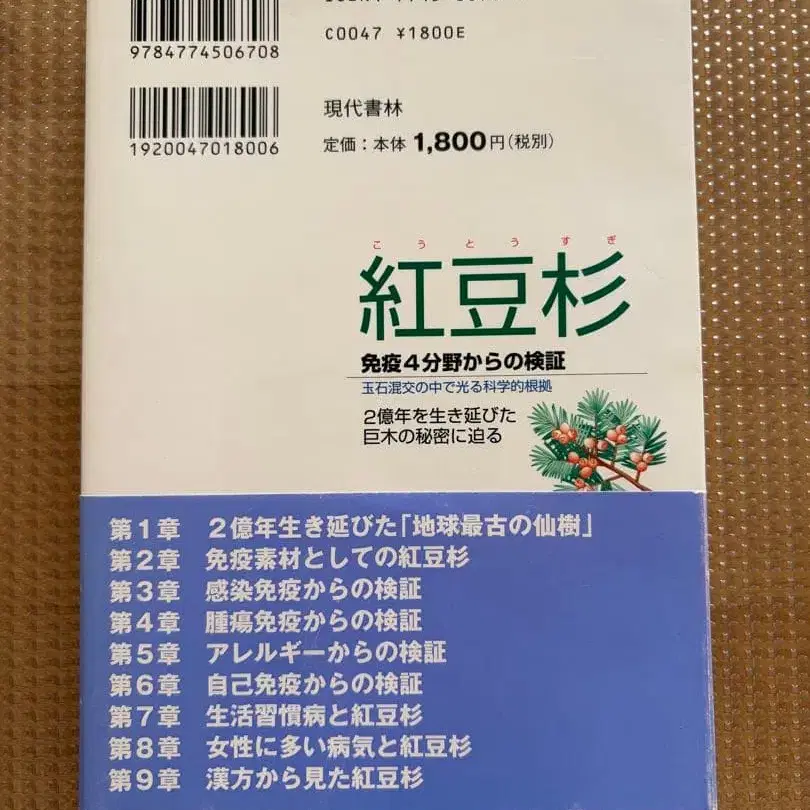 9784774506708
C0047 ¥1800E
1920047018006
現代書林
定価：本体1,800円（税別）
こうとうすぎ
紅豆杉
免疫4分野からの検証
玉石混交の中で光る科学的根拠
2億年を生き延びた
巨木の秘密に迫る
第1章 2億年生き延びた「地球最古の仙樹」
第2章 免疫素材としての紅豆杉
第3章 感染免疫からの検証
第4章 腫瘍免疫からの検証
第5章 アレルギーからの検証
第6章 自己免疫からの検証
第7章 生活習慣病と紅豆杉
第8章 女性に多い病気と紅豆杉
第9章 漢方から見た紅豆杉